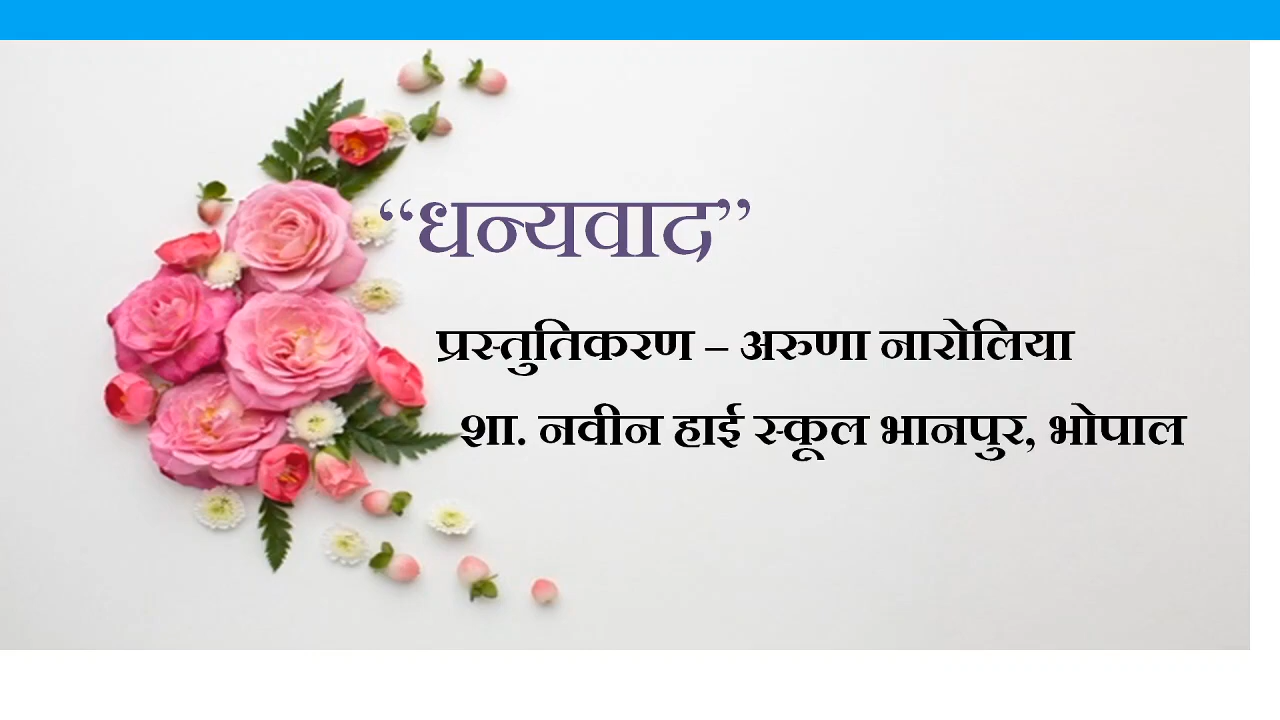 “धन्यवाद”
प्रस्तुतिकरण – अरुणा नारोलिया
शा. नवीन हाई स्कूल भानपुर, भोपाल